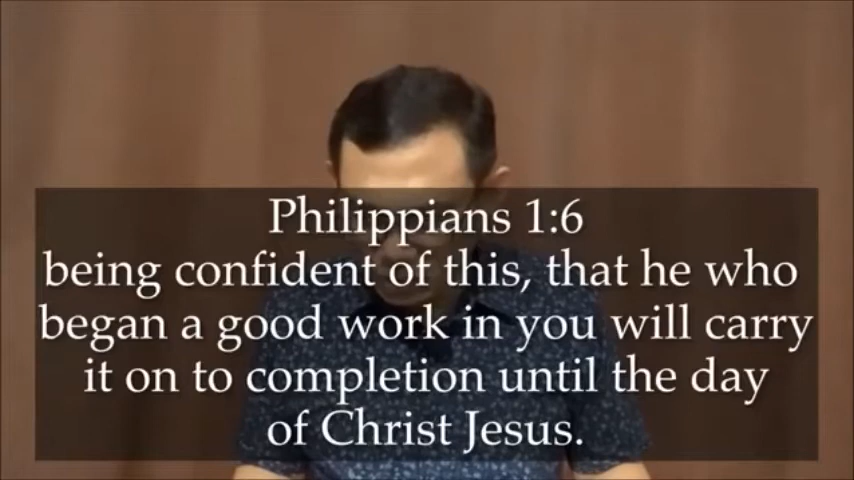 Philippians 1:6
being confident of this, that he who
began a good work in you will carry
it on to completion until the day
of Christ Jesus.